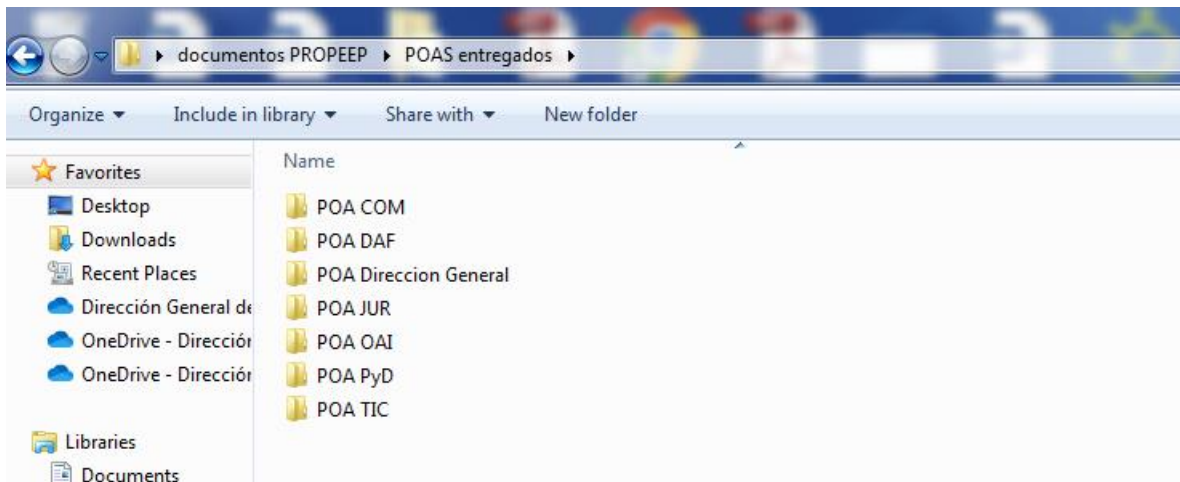 documentos PROPEEP POAS entregados
Organize Include in library Share with New folder
Favorites
Desktop
Downloads
Recent Places
Dirección General de
OneDrive - Dirección
OneDrive - Dirección
Libraries
Documents
Name
POA COM
POA DAF
POA Direccion General
POA JUR
POA OAI
POA PyD
POA TIC